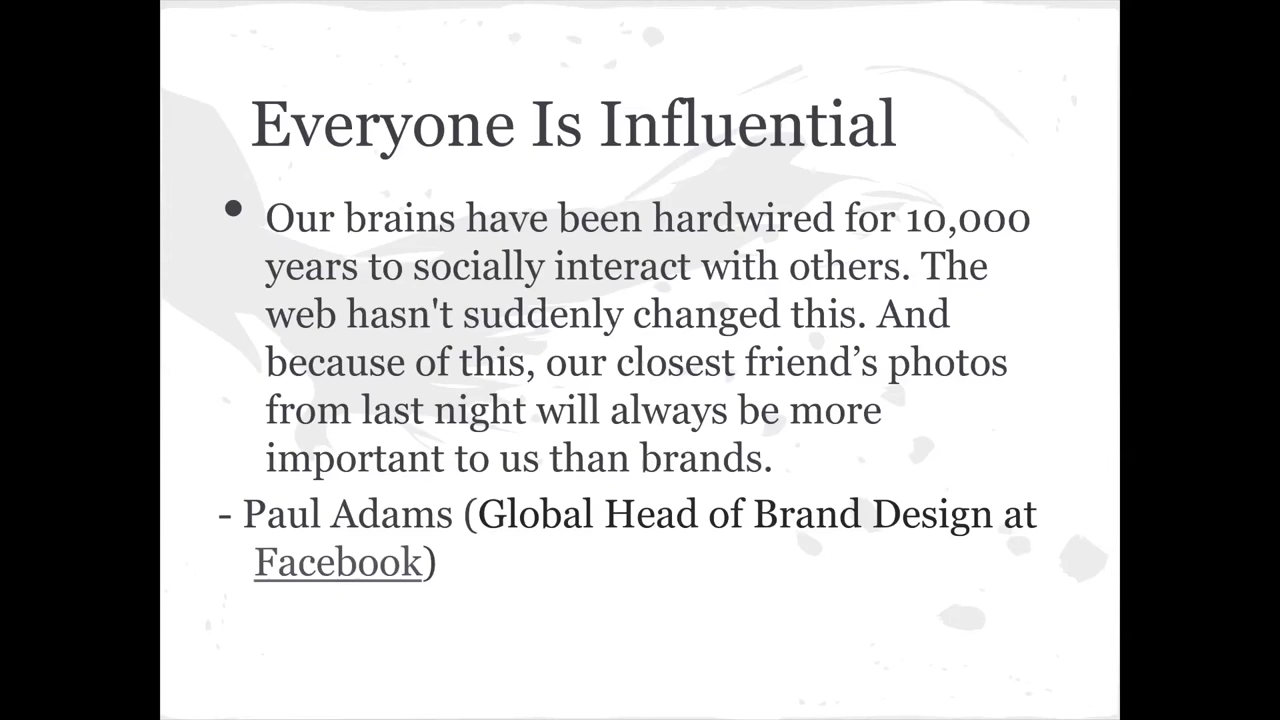 Everyone Is Influential
• Our brains have been hardwired for 10,000
years to socially interact with others. The
web hasn't suddenly changed this. And
because of this, our closest friend’s photos
from last night will always be more
important to us than brands.
- Paul Adams (Global Head of Brand Design at
Facebook)